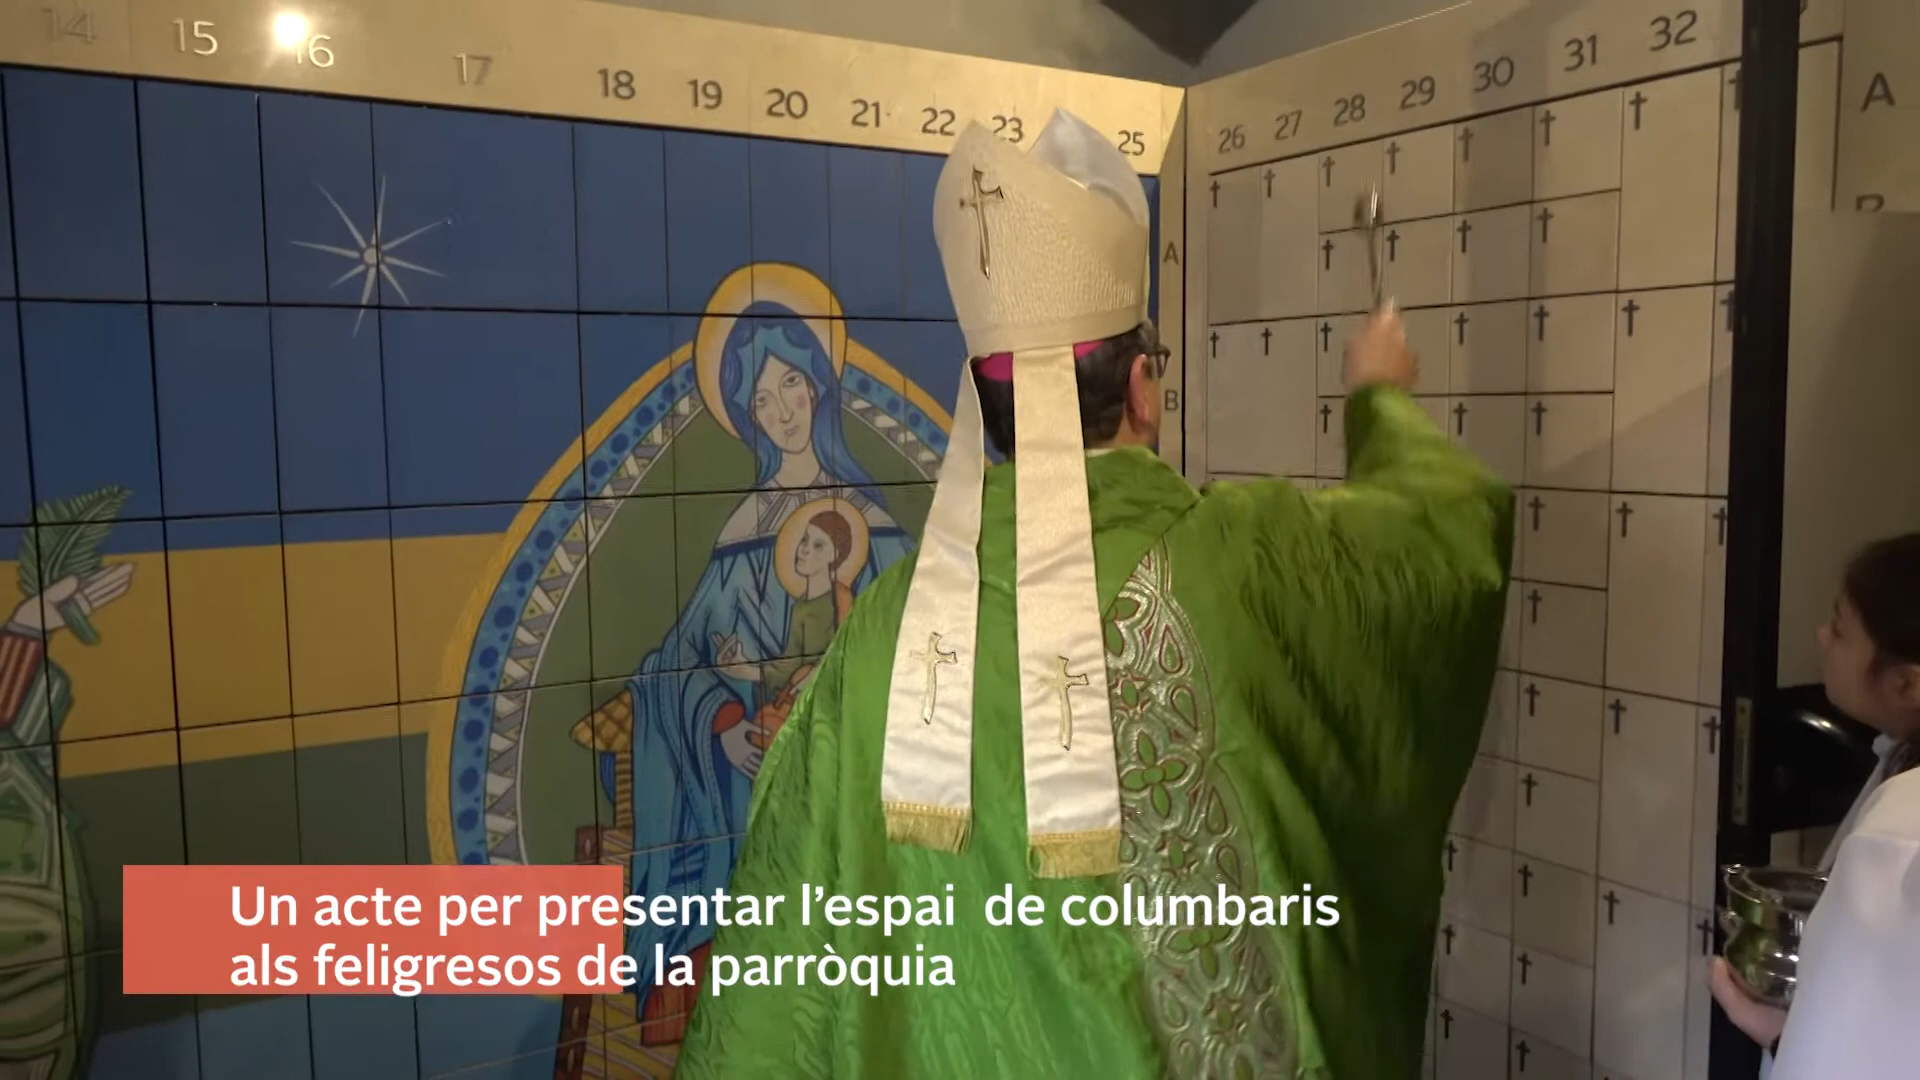 14 15 16 17 18 19 20 21 22 23 25 26 27 28 29 30 31 32
A
A
B
B
Un acte per presentar l’espai de columbaris
als feligresos de la parròquia